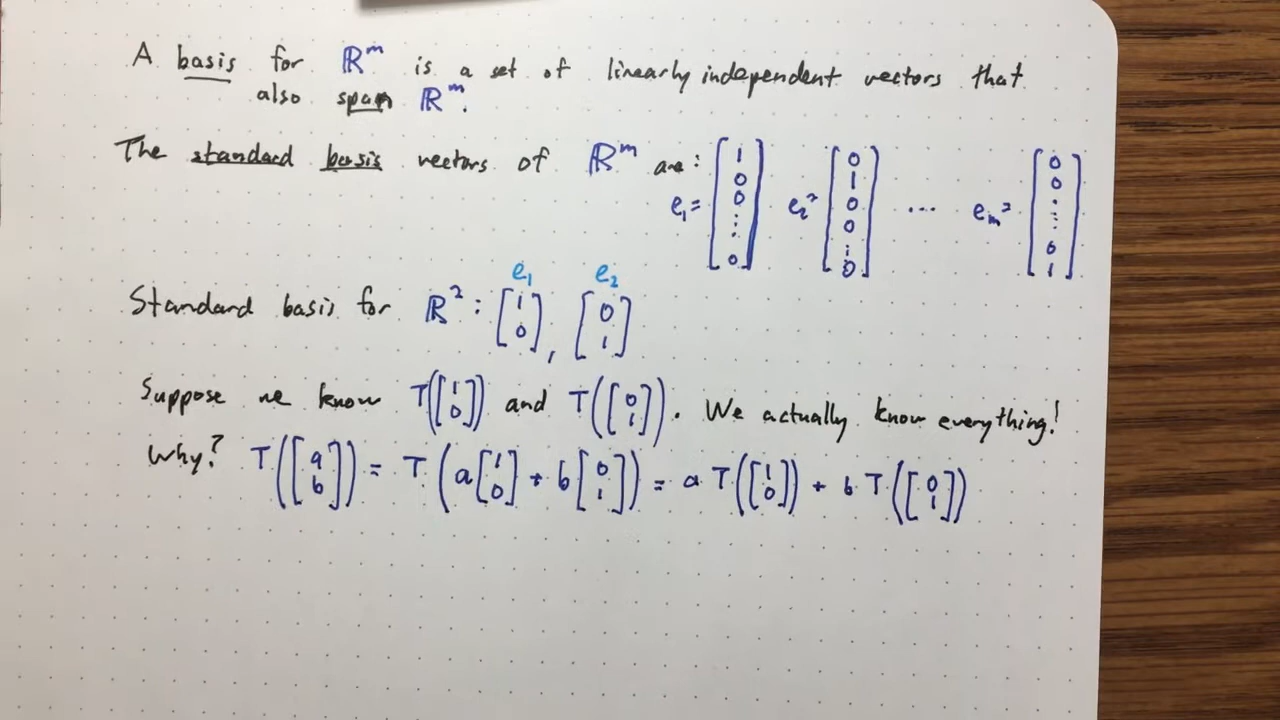 A basis for ℝᵐ is a set of linearly independent vectors that
also span ℝᵐ.
The standard basis vectors of ℝᵐ are: e₁ = [1 0 0 ⋮ 0] e₂ = [0 1 0 0 ⋮ 0] ⋯ eₘ = [0 0 ⋮ 0 1]
e₁ e₂
Standard basis for ℝ²: [1 0], [0 1]
Suppose we know T([1 0]) and T([0 1]). We actually know everything!
Why? T([a b]) = T(a[1 0] + b[0 1]) = a T([1 0]) + b T([0 1])